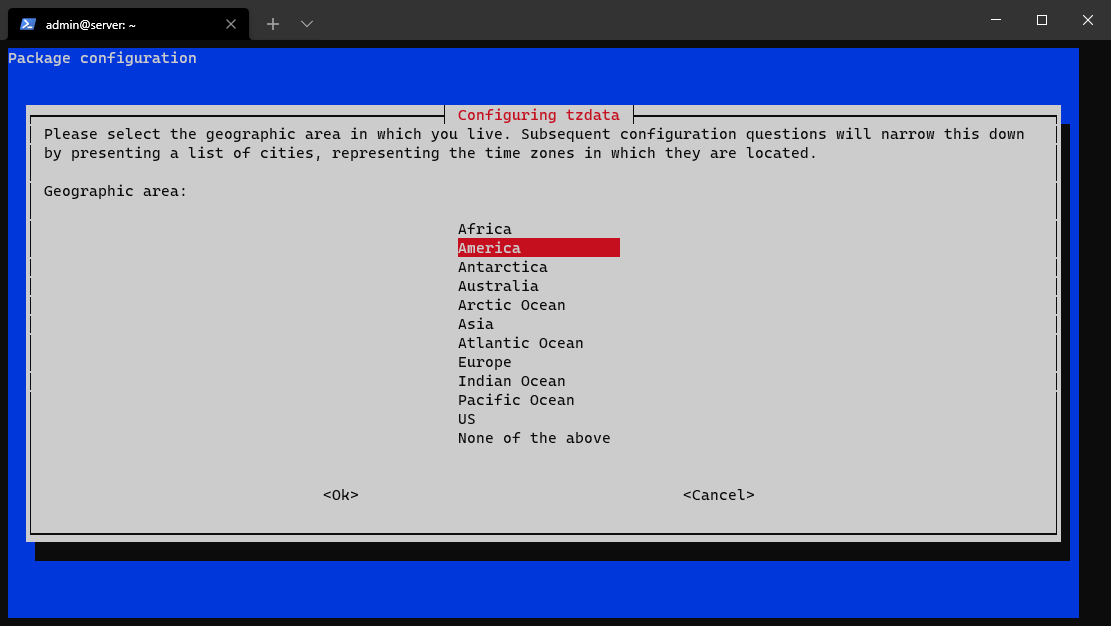 admin@server: ~
Package configuration
Configuring tzdata
Please select the geographic area in which you live. Subsequent configuration questions will narrow this down
by presenting a list of cities, representing the time zones in which they are located.
Geographic area:
Africa
America
Antarctica
Australia
Arctic Ocean
Asia
Atlantic Ocean
Europe
Indian Ocean
Pacific Ocean
US
None of the above
<Ok> <Cancel>